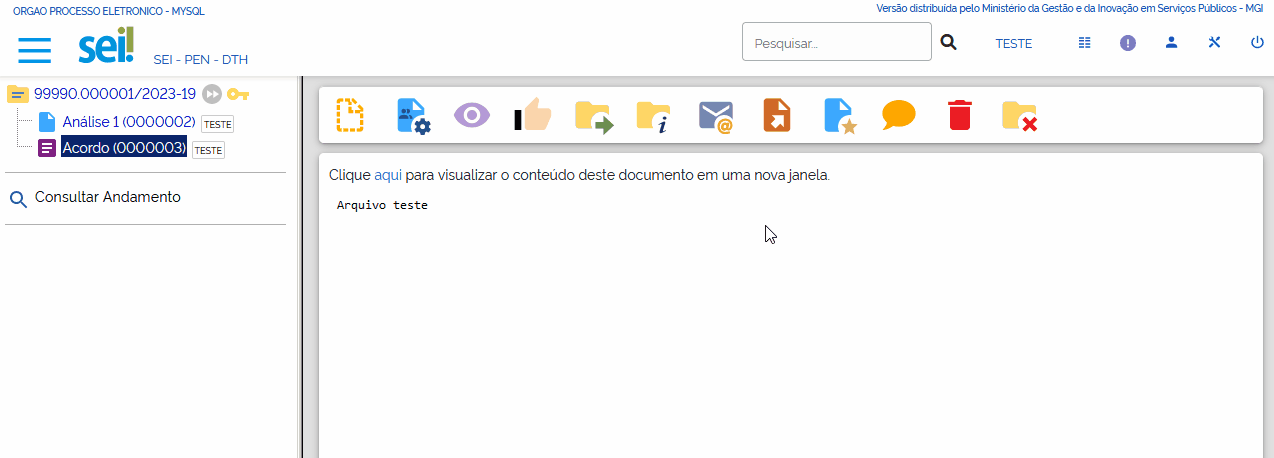 ORGAO PROCESSO ELETRONICO - MYSQL
Versão distribuída pelo Ministério da Gestão e da Inovação em Serviços Públicos - MGI
sei!
SEI - PEN - DTH
Pesquisar...
TESTE
99990.000001/2023-19
Análise 1 (0000002) TESTE
Acordo (0000003) TESTE
Consultar Andamento
Clique aqui para visualizar o conteúdo deste documento em uma nova janela.
Arquivo teste